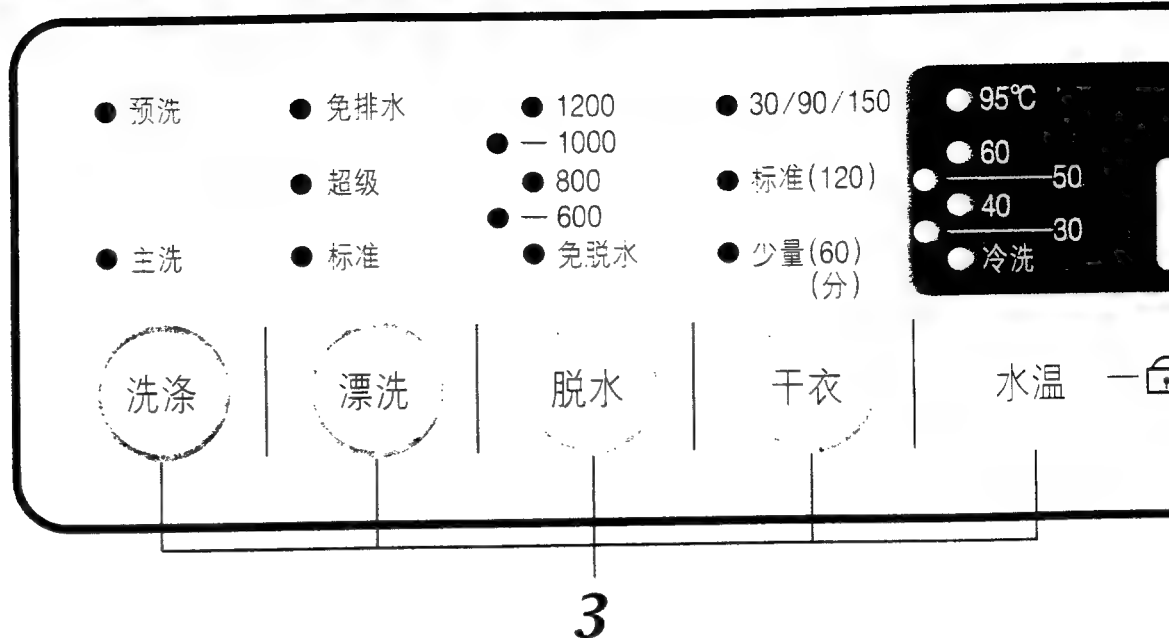 预洗 免排水 1200 30/90/150 95℃
— 1000
60
超级 800 标准(120) 50
— 600 40
30
主洗 标准 免脱水 少量(60) 冷洗
(分)
洗涤 漂洗 脱水 干衣 水温 —
3